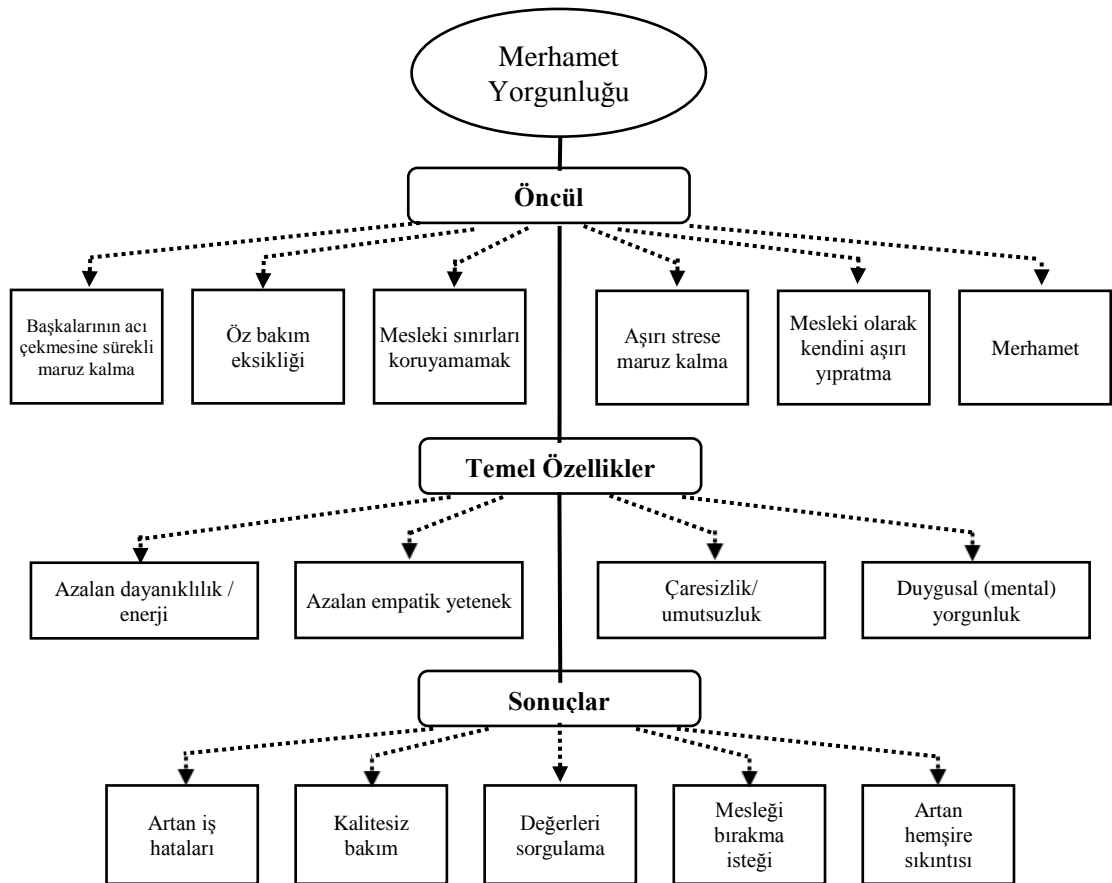 Merhamet
Yorgunluğu
Öncül
Başkalarının acı
çekmesine sürekli
maruz kalma
Öz bakım
eksikliği
Mesleki sınırları
koruyamamak
Aşırı strese
maruz kalma
Mesleki olarak
kendini aşırı
yıpratma
Merhamet
Temel Özellikler
Azalan dayanıklılık /
enerji
Azalan empatik yetenek
Çaresizlik/
umutsuzluk
Duygusal (mental)
yorgunluk
Sonuçlar
Artan iş
hataları
Kalitesiz
bakım
Değerleri
sorgulama
Mesleği
bırakma
isteği
Artan
hemşire
sıkıntısı